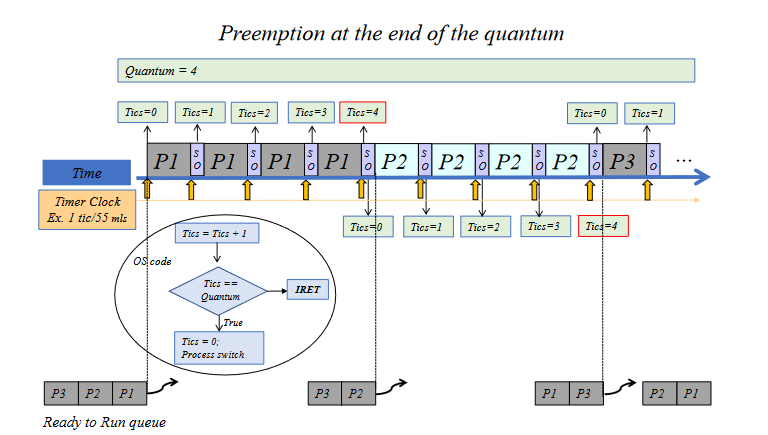 Preemption at the end of the quantum
Quantum = 4
Tics=0
Tics=1
Tics=2
Tics=3
Tics=4
Tics=0
Tics=1
P1
S
O
P1
S
O
P1
S
O
P1
S
O
P2
S
O
P2
S
O
P2
S
O
P2
S
O
P3
S
O
...
Time
Timer Clock
Ex. 1 tic/55 mls
Tics=0
Tics=1
Tics=2
Tics=3
Tics=4
OS code
Tics = Tics + 1
Tics ==
Quantum
IRET
True
Tics = 0;
Process switch
P3 P2 P1
P3 P2
P1 P3
P2 P1
Ready to Run queue